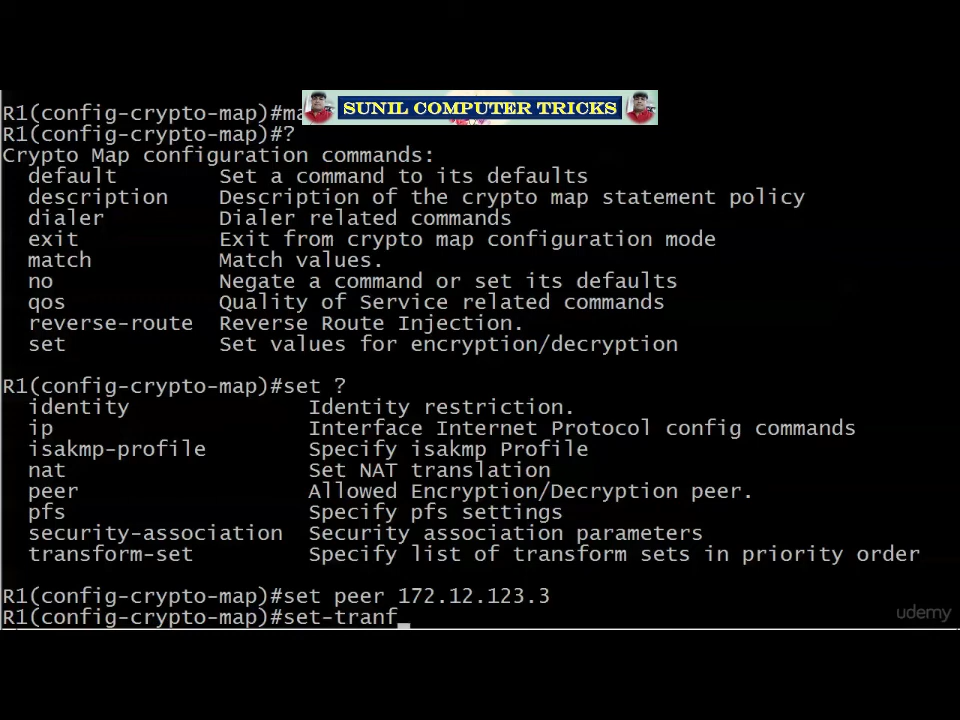 R1(config-crypto-map)#ma
SUNIL COMPUTER TRICKS
R1(config-crypto-map)#?
Crypto Map configuration commands:
default Set a command to its defaults
description Description of the crypto map statement policy
dialer Dialer related commands
exit Exit from crypto map configuration mode
match Match values.
no Negate a command or set its defaults
qos Quality of Service related commands
reverse-route Reverse Route Injection.
set Set values for encryption/decryption
R1(config-crypto-map)#set ?
identity Identity restriction.
ip Interface Internet Protocol config commands
isakmp-profile Specify isakmp Profile
nat Set NAT translation
peer Allowed Encryption/Decryption peer.
pfs Specify pfs settings
security-association Security association parameters
transform-set Specify list of transform sets in priority order
R1(config-crypto-map)#set peer 172.12.123.3
R1(config-crypto-map)#set-tranf_
udemy